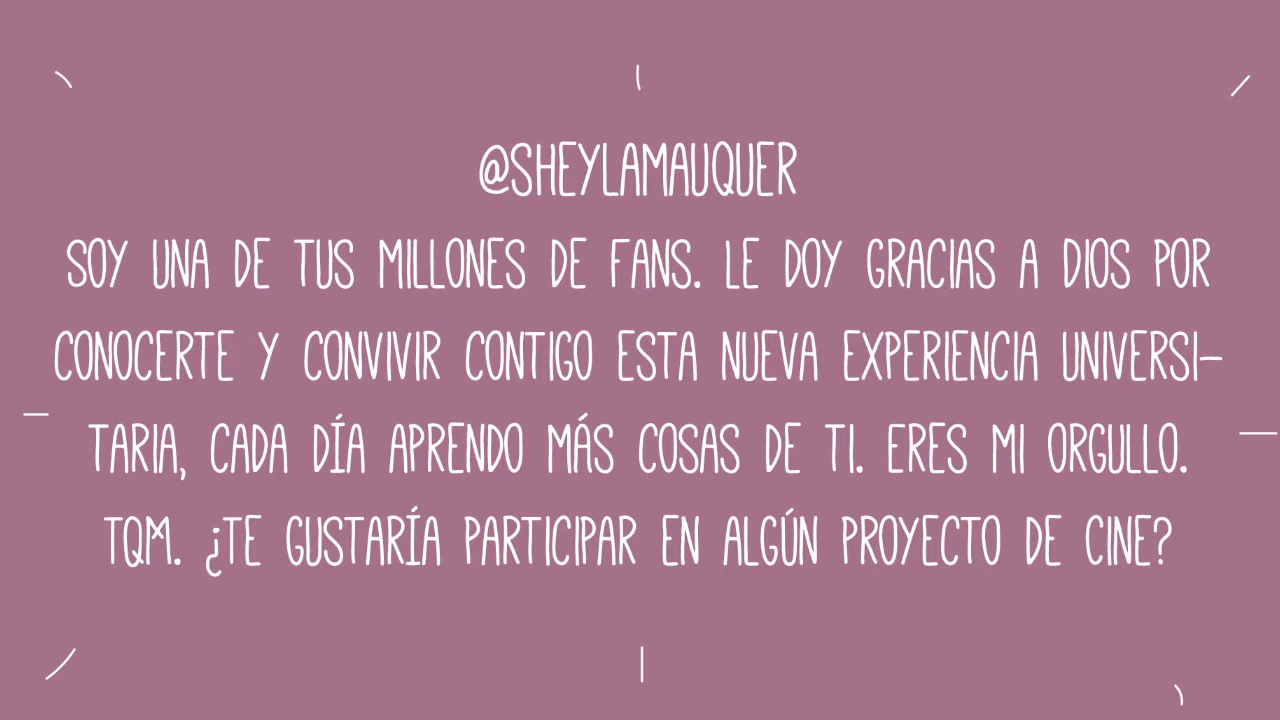 @SHEYLAMAUQUER
SOY UNA DE TUS MILLONES DE FANS. LE DOY GRACIAS A DIOS POR
CONOCERTE Y CONVIVIR CONTIGO ESTA NUEVA EXPERIENCIA UNIVERSI-
TARIA, CADA DÍA APRENDO MÁS COSAS DE TI. ERES MI ORGULLO.
TQM. ¿TE GUSTARÍA PARTICIPAR EN ALGÚN PROYECTO DE CINE?